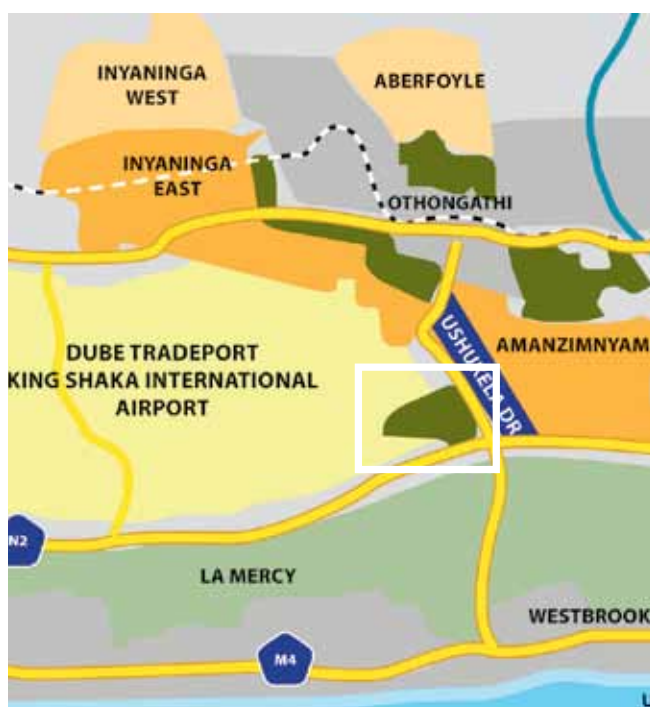 INYANINGA
WEST
ABERFOYLE
INYANINGA
EAST
OTHONGATHI
USHUKELA DR
AMANZIMNYAM
DUBE TRADEPORT
KING SHAKA INTERNATIONAL
AIRPORT
N2
LA MERCY
WESTBROOK
M4
U